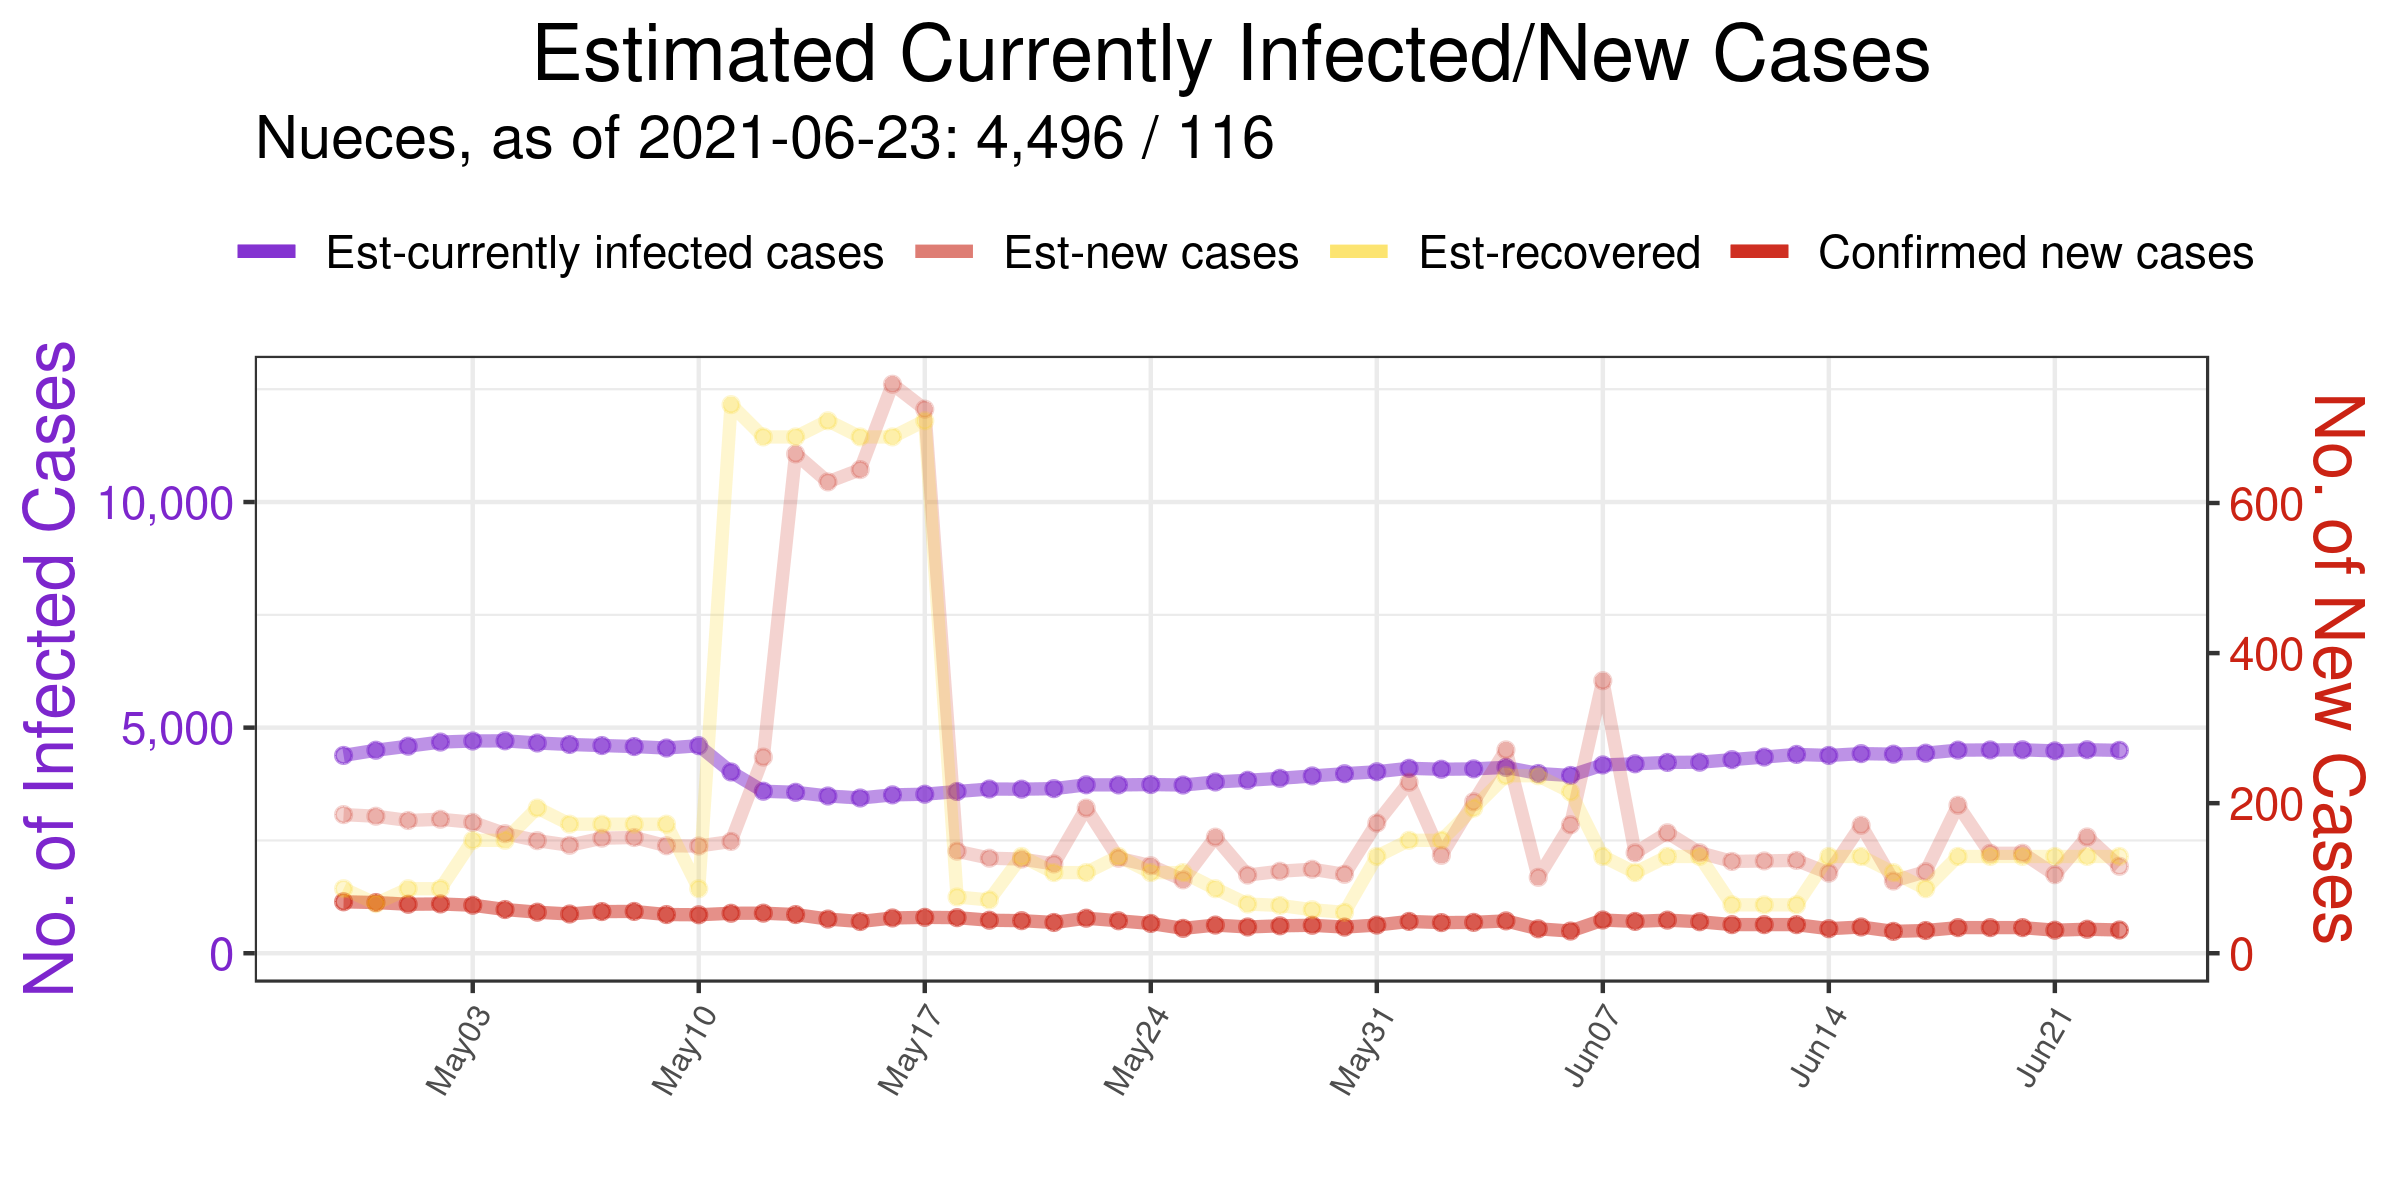 Estimated Currently Infected/New Cases
Nueces, as of 2021-06-23: 4,496 / 116
Est-currently infected cases Est-new cases Est-recovered Confirmed new cases
No. of Infected Cases
10,000
5,000
0
600
400
200
0
No. of New Cases
May03 May10 May17 May24 May31 Jun07 Jun14 Jun21